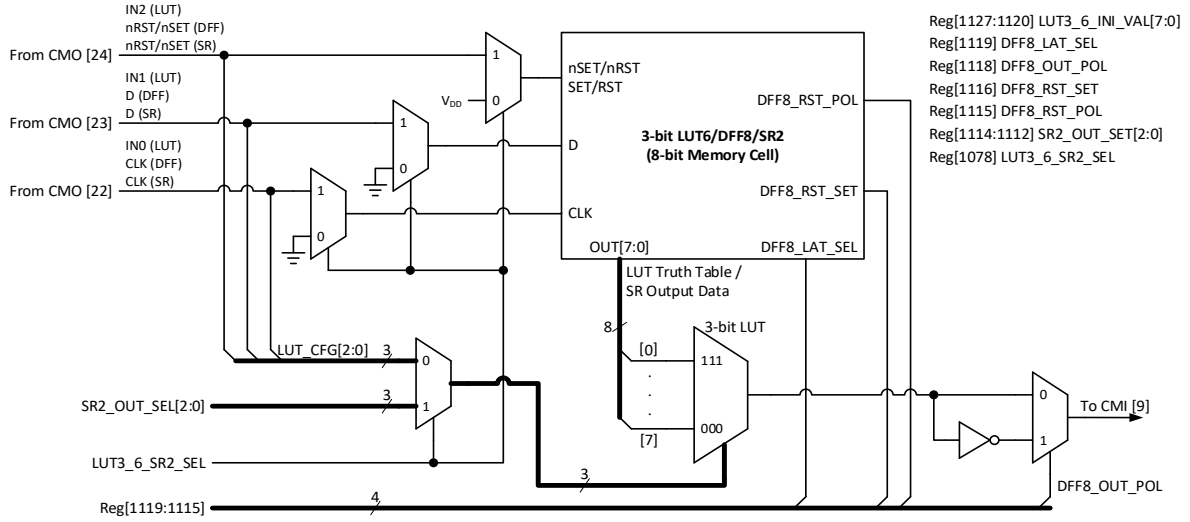 IN2 (LUT)
nRST/nSET (DFF)
nRST/nSET (SR)
From CMO [24]
IN1 (LUT)
D (DFF)
D (SR)
From CMO [23]
IN0 (LUT)
CLK (DFF)
CLK (SR)
From CMO [22]
1
0
VDD
1
0
1
0
nSET/nRST
SET/RST
D
CLK
3-bit LUT6/DFF8/SR2
(8-bit Memory Cell)
DFF8_RST_POL
DFF8_RST_SET
DFF8_LAT_SEL
OUT[7:0]
LUT Truth Table /
SR Output Data
Reg[1127:1120] LUT3_6_INI_VAL[7:0]
Reg[1119] DFF8_LAT_SEL
Reg[1118] DFF8_OUT_POL
Reg[1116] DFF8_RST_SET
Reg[1115] DFF8_RST_POL
Reg[1114:1112] SR2_OUT_SET[2:0]
Reg[1078] LUT3_6_SR2_SEL
8
3-bit LUT
[0]
111
.
.
.
.
[7]
000
LUT_CFG[2:0]
3
0
SR2_OUT_SEL[2:0]
3
1
LUT3_6_SR2_SEL
3
Reg[1119:1115]
4
0
1
To CMI [9]
DFF8_OUT_POL